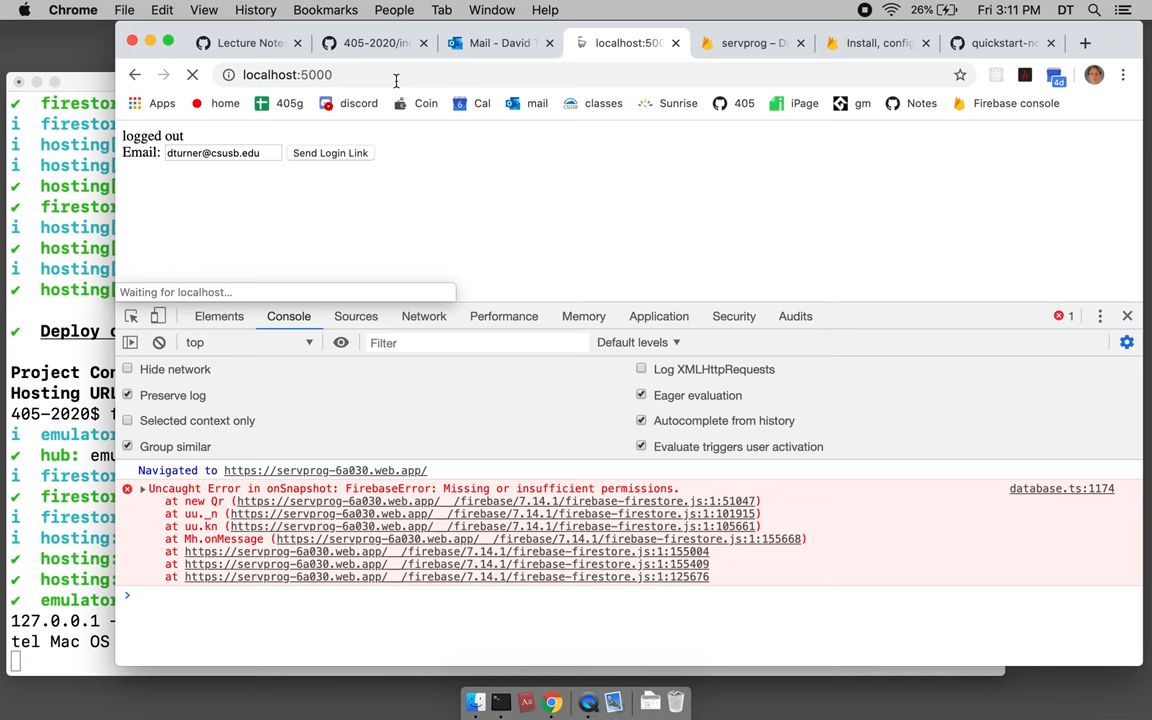 Chrome File Edit View History Bookmarks People Tab Window Help 26% Fri 3:11 PM DT
Lecture Note 405-2020/in Mail - David T localhost:500 servprog – D Install, config quickstart-n
localhost:5000
Apps home 405g discord Coin Cal mail classes Sunrise 405 iPage gm Notes Firebase console
4d
logged out
Email: dturner@csusb.edu Send Login Link
Waiting for localhost...
Elements Console Sources Network Performance Memory Application Security Audits 1
top Filter Default levels
Hide network Log XMLHttpRequests
Preserve log Eager evaluation
Selected context only Autocomplete from history
Group similar Evaluate triggers user activation
Navigated to https://servprog-6a030.web.app/
Uncaught Error in onSnapshot: FirebaseError: Missing or insufficient permissions. database.ts:1174
at new Qr (https://servprog-6a030.web.app/__/firebase/7.14.1/firebase-firestore.js:1:51047)
at uu._n (https://servprog-6a030.web.app/__/firebase/7.14.1/firebase-firestore.js:1:101915)
at uu.kn (https://servprog-6a030.web.app/__/firebase/7.14.1/firebase-firestore.js:1:105661)
at Mh.onMessage (https://servprog-6a030.web.app/__/firebase/7.14.1/firebase-firestore.js:1:155668)
at https://servprog-6a030.web.app/__/firebase/7.14.1/firebase-firestore.js:1:155004
at https://servprog-6a030.web.app/__/firebase/7.14.1/firebase-firestore.js:1:155409
at https://servprog-6a030.web.app/__/firebase/7.14.1/firebase-firestore.js:1:125676
✔ firestor
i firestor
i hosting[
i hosting[
✔ hosting[
✔ firestor
i hosting[
✔ hosting[
i hosting[
✔ hosting[
✔ Deploy c
Project Con
Hosting URL
405-2020$ f
i emulator
✔ hub: emu
i firestor
✔ firestor
i firestor
i hosting:
✔ hosting:
✔ hosting:
✔ emulator
127.0.0.1 -
tel Mac OS